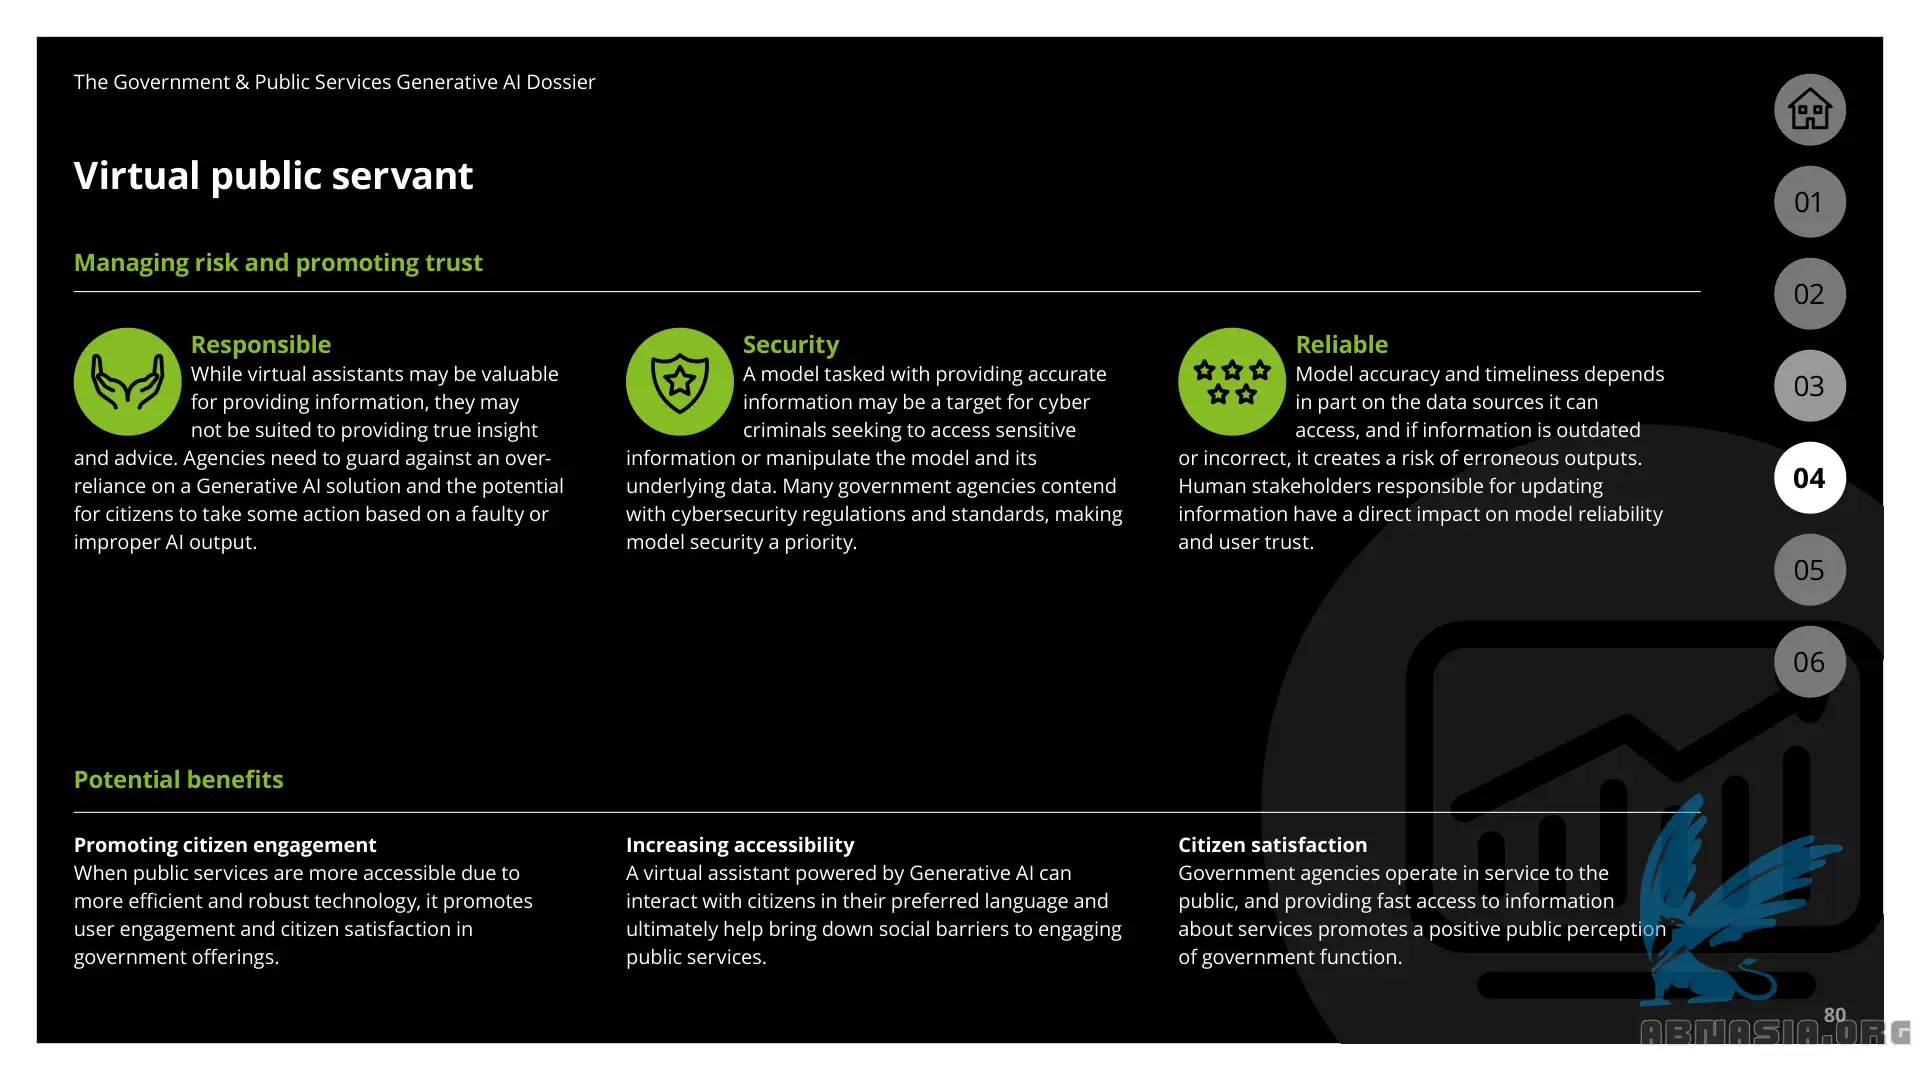 The Government & Public Services Generative AI Dossier
Virtual public servant
Managing risk and promoting trust
Responsible
While virtual assistants may be valuable
for providing information, they may
not be suited to providing true insight
and advice. Agencies need to guard against an over-
reliance on a Generative AI solution and the potential
for citizens to take some action based on a faulty or
improper AI output.
Security
A model tasked with providing accurate
information may be a target for cyber
criminals seeking to access sensitive
information or manipulate the model and its
underlying data. Many government agencies contend
with cybersecurity regulations and standards, making
model security a priority.
Reliable
Model accuracy and timeliness depends
in part on the data sources it can
access, and if information is outdated
or incorrect, it creates a risk of erroneous outputs.
Human stakeholders responsible for updating
information have a direct impact on model reliability
and user trust.
Potential benefits
Promoting citizen engagement
When public services are more accessible due to
more efficient and robust technology, it promotes
user engagement and citizen satisfaction in
government offerings.
Increasing accessibility
A virtual assistant powered by Generative AI can
interact with citizens in their preferred language and
ultimately help bring down social barriers to engaging
public services.
Citizen satisfaction
Government agencies operate in service to the
public, and providing fast access to information
about services promotes a positive public perception
of government function.
01
02
03
04
05
06
80
ABNASIA.ORG